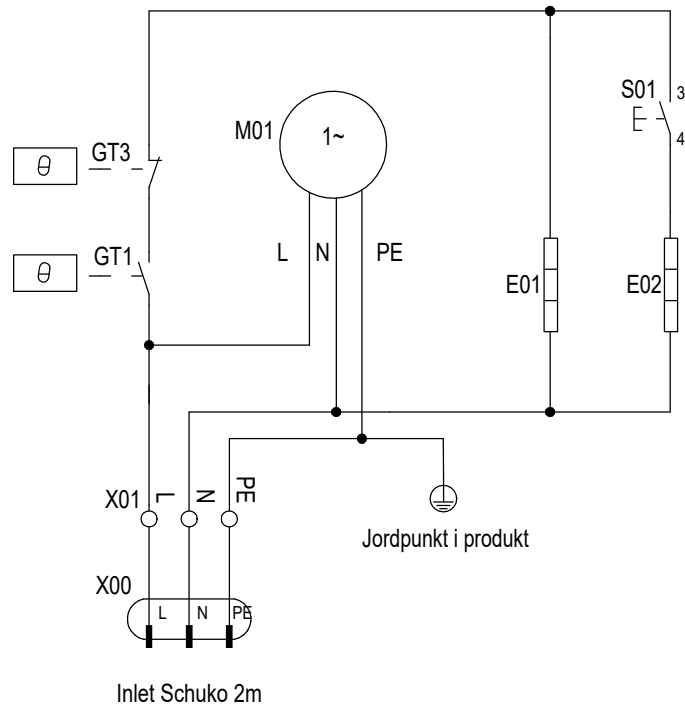 S01
3
4
M01
1~
GT3
θ
GT1
θ
L
N
PE
E01
E02
X01
L
N
PE
Jordpunkt i produkt
X00
L
N
PE
Inlet Schuko 2m